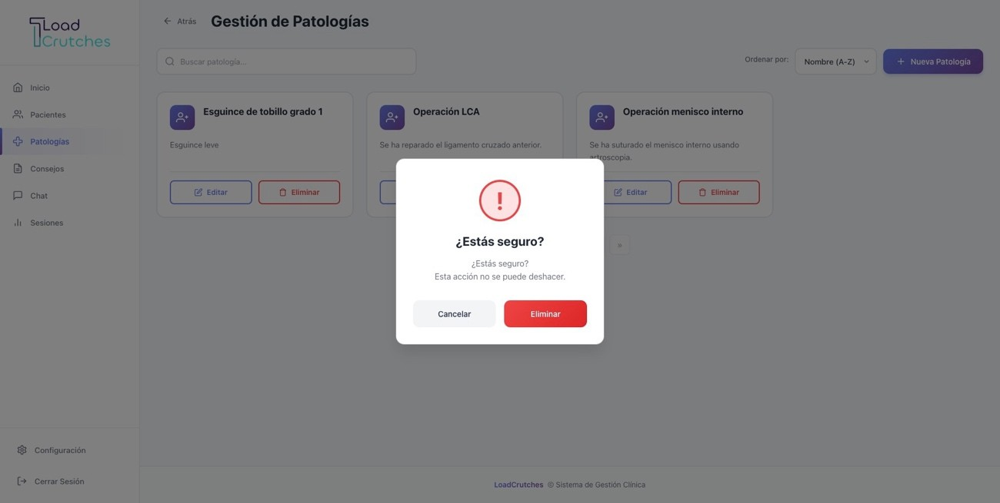 Load
Crutches
Atrás
Gestión de Patologías
Buscar patología...
Ordenar por:
Nombre (A-Z)
Nueva Patología
Inicio
Pacientes
Patologías
Consejos
Chat
Sesiones
Esguince de tobillo grado 1
Esguince leve
Editar
Eliminar
Operación LCA
Se ha reparado el ligamento cruzado anterior.
Operación menisco interno
Se ha suturado el menisco interno usando
artroscopia.
Editar
Eliminar
»
!
¿Estás seguro?
¿Estás seguro?
Esta acción no se puede deshacer.
Cancelar
Eliminar
Configuración
Cerrar Sesión
LoadCrutches © Sistema de Gestión Clínica